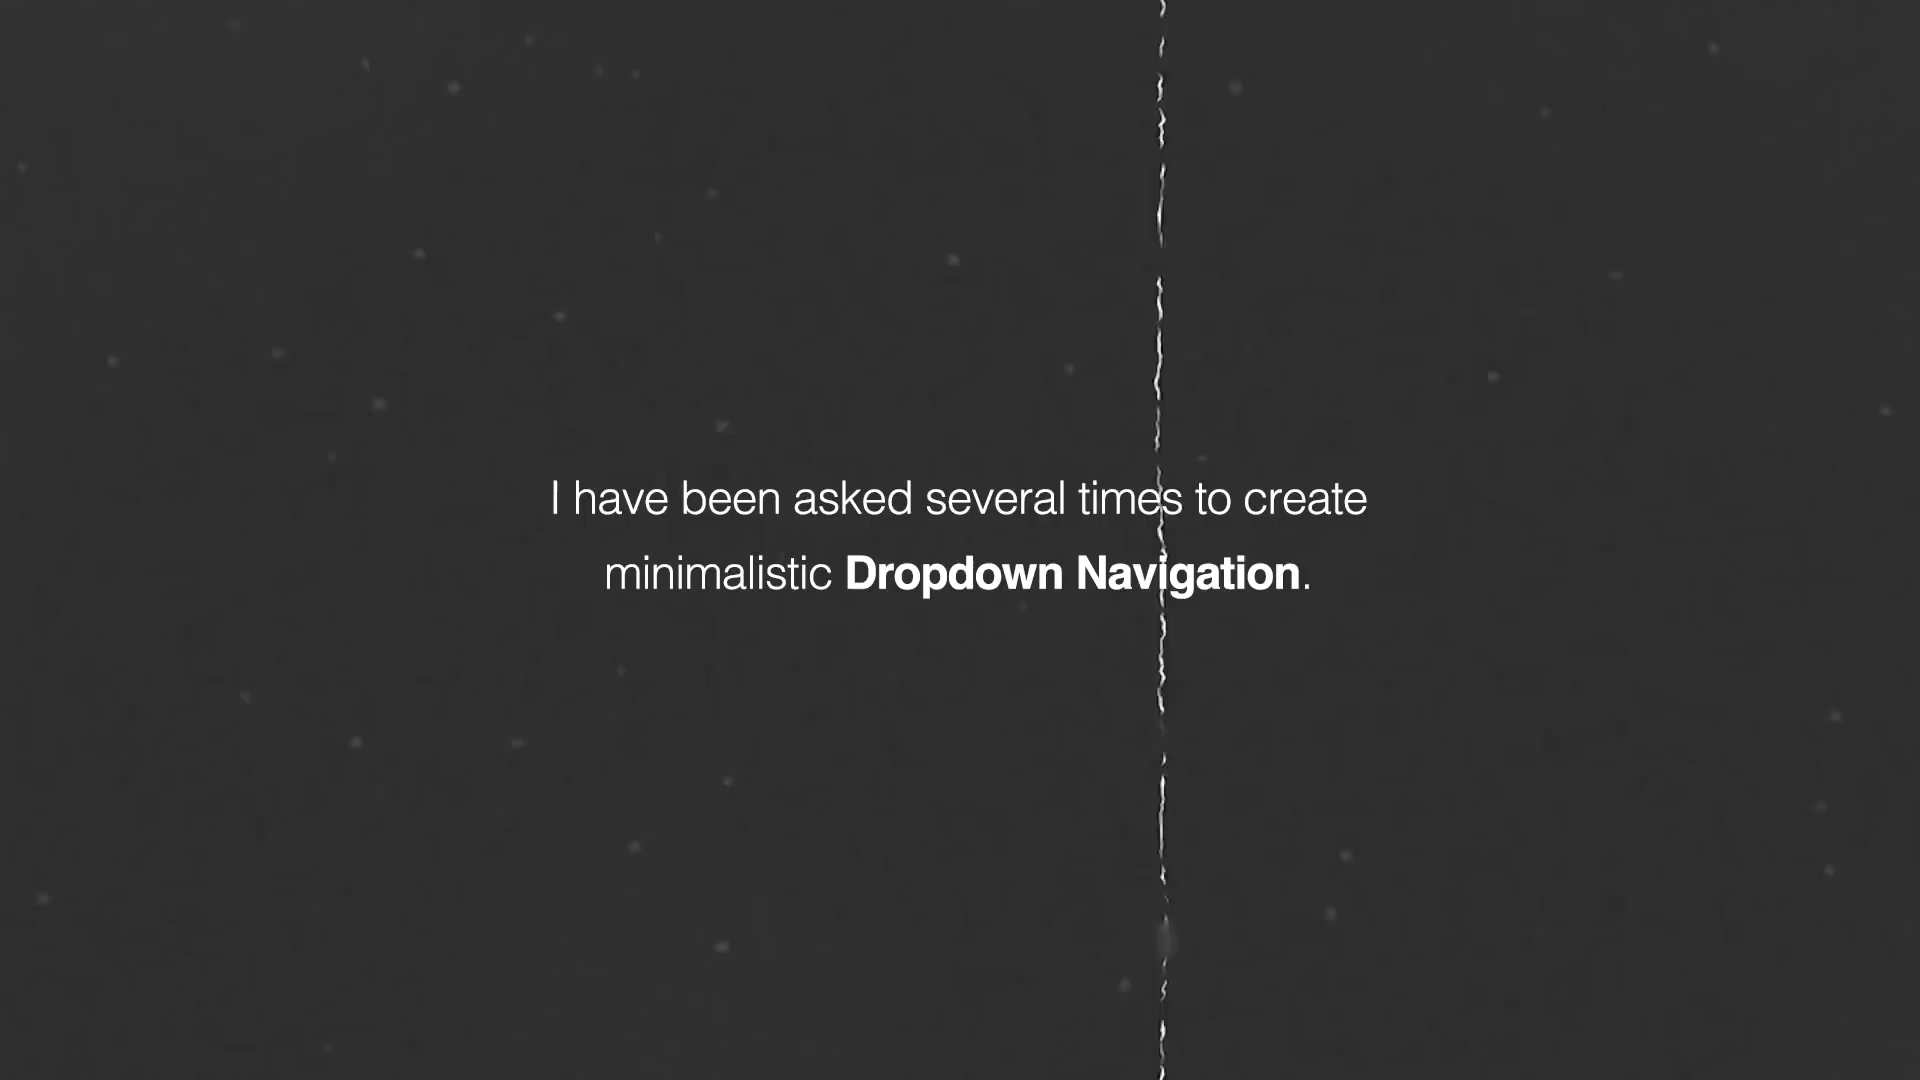 I have been asked several times to create
minimalistic Dropdown Navigation.